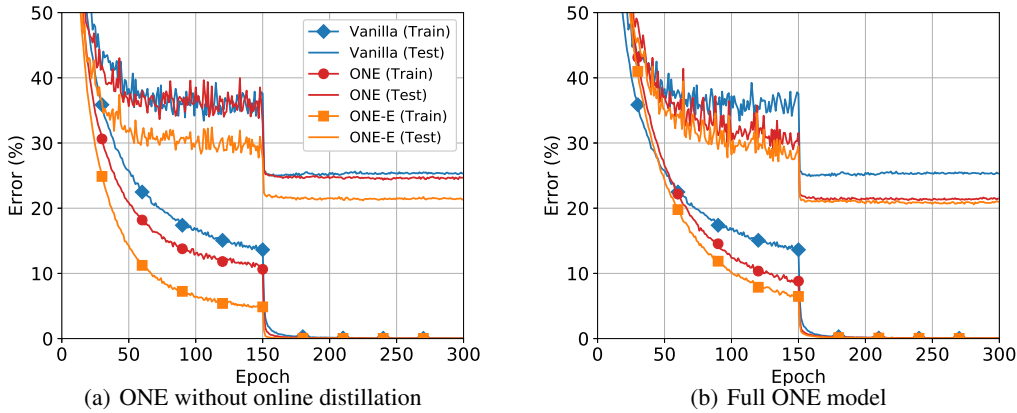 50
40
30
20
10
0
Error (%)
0 50 100 150 200 250 300
Epoch
Vanilla (Train)
Vanilla (Test)
ONE (Train)
ONE (Test)
ONE-E (Train)
ONE-E (Test)
(a) ONE without online distillation
50
40
30
20
10
0
Error (%)
0 50 100 150 200 250 300
Epoch
(b) Full ONE model